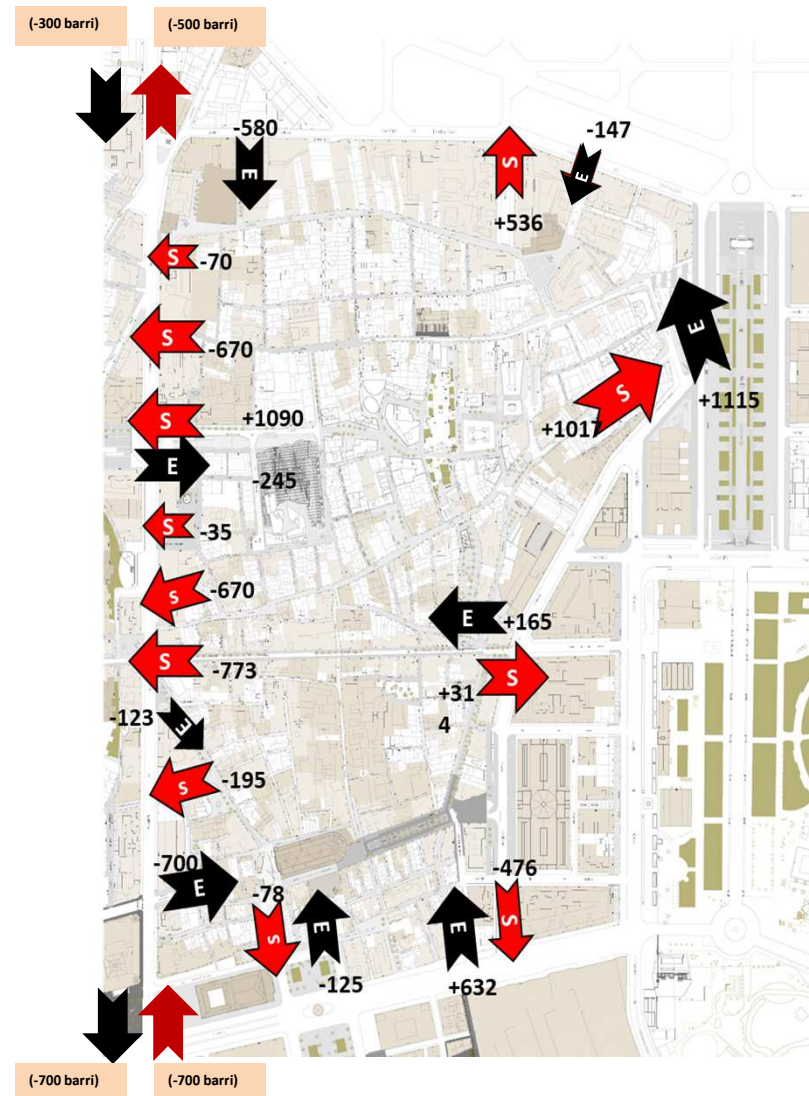 (-300 barri)
(-500 barri)
-580
E
S
-147
E
+536
S
-70
S
-670
E
S
+1017
+1115
S
+1090
E
-245
S
-35
S
-670
E
+165
S
-773
S
+31
4
-123
E
S
-195
-700
E
-78
S
E
-125
E
+632
-476
S
(-700 barri)
(-700 barri)